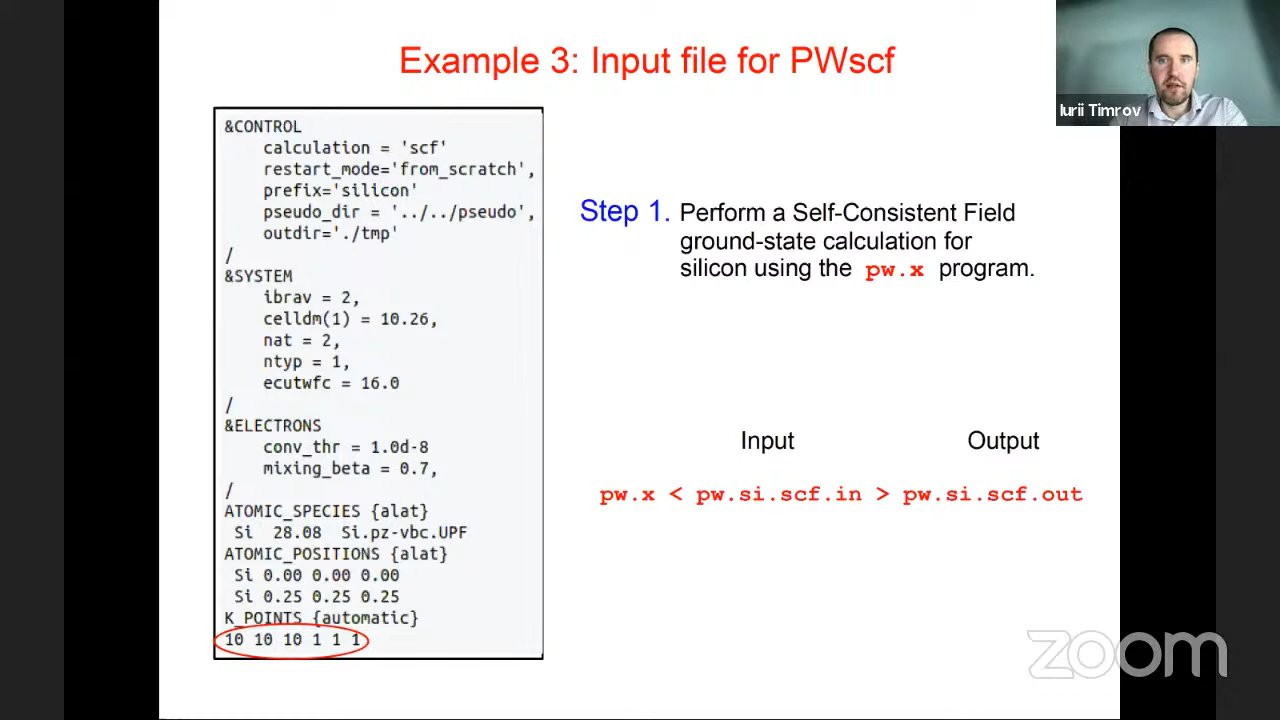 Example 3: Input file for PWscf
&CONTROL
calculation = 'scf'
restart_mode='from_scratch',
prefix='silicon'
pseudo_dir = '../../pseudo',
outdir='./tmp'
/
&SYSTEM
ibrav = 2,
celldm(1) = 10.26,
nat = 2,
ntyp = 1,
ecutwfc = 16.0
/
&ELECTRONS
conv_thr = 1.0d-8
mixing_beta = 0.7,
/
ATOMIC_SPECIES {alat}
Si 28.08 Si.pz-vbc.UPF
ATOMIC_POSITIONS {alat}
Si 0.00 0.00 0.00
Si 0.25 0.25 0.25
K_POINTS {automatic}
10 10 10 1 1 1
Step 1. Perform a Self-Consistent Field
ground-state calculation for
silicon using the pw.x program.
Input Output
pw.x < pw.si.scf.in > pw.si.scf.out
Iurii Timrov
zoom